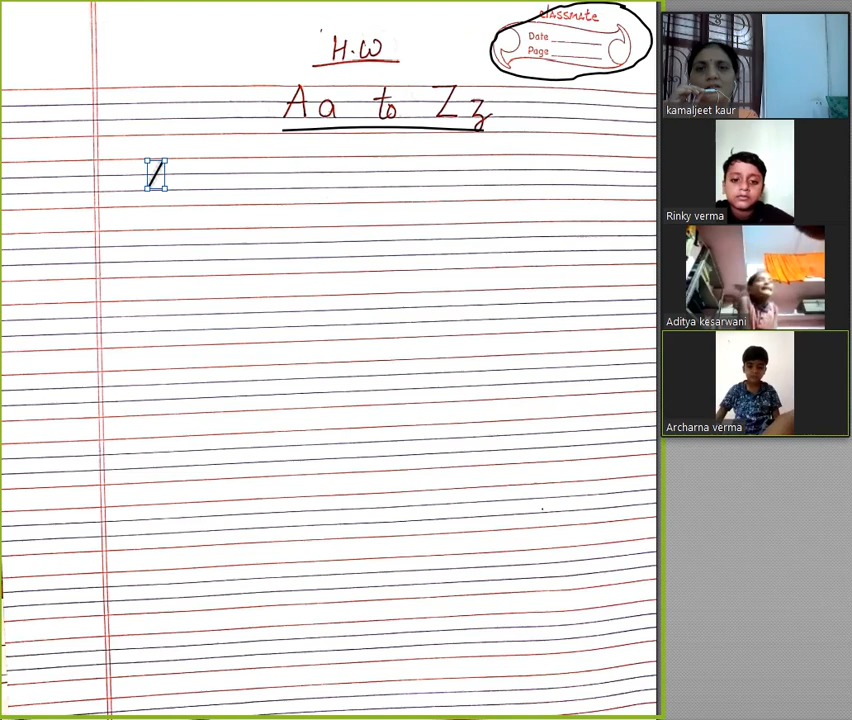 classmate
Date
Page
H.W
Aa to Zz
kamaljeet kaur
Rinky verma
Aditya kesarwani
Archarna verma